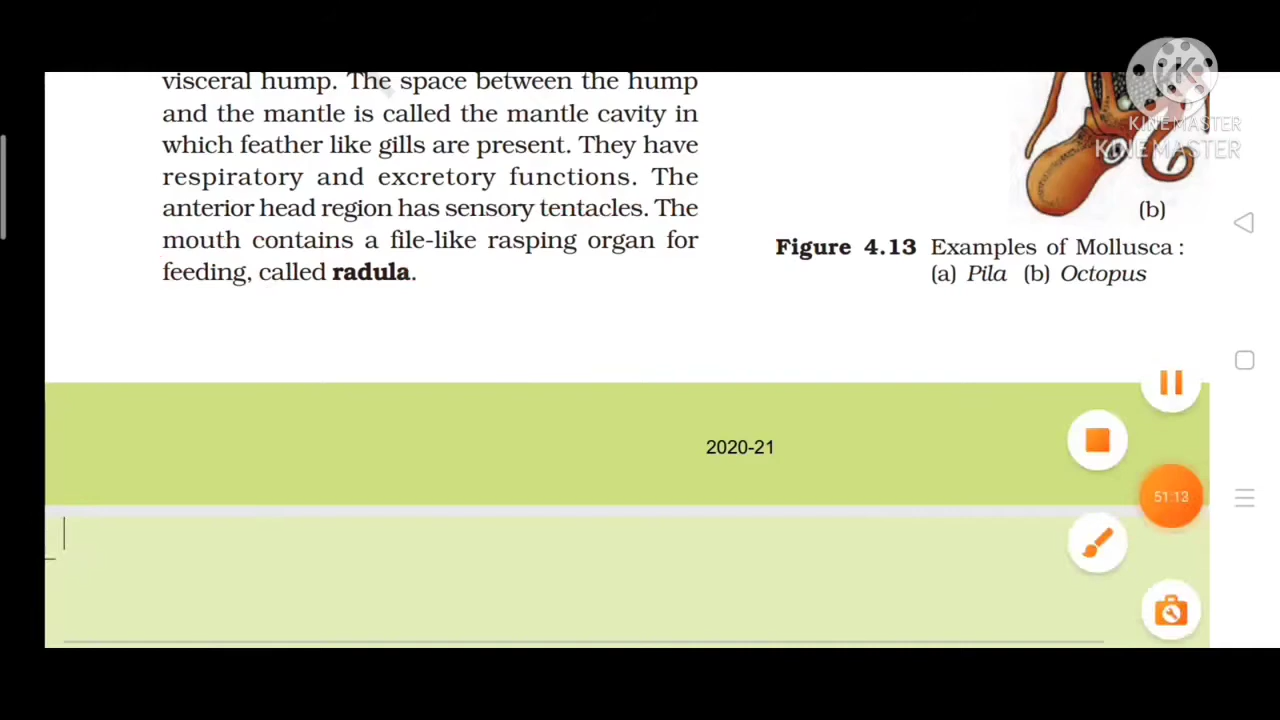 visceral hump. The space between the hump
and the mantle is called the mantle cavity in
which feather like gills are present. They have
respiratory and excretory functions. The
anterior head region has sensory tentacles. The
mouth contains a file-like rasping organ for
feeding, called radula.
KINEMASTER
KINEMASTER
(b)
Figure 4.13 Examples of Mollusca :
(a) Pila (b) Octopus
2020-21
51:13